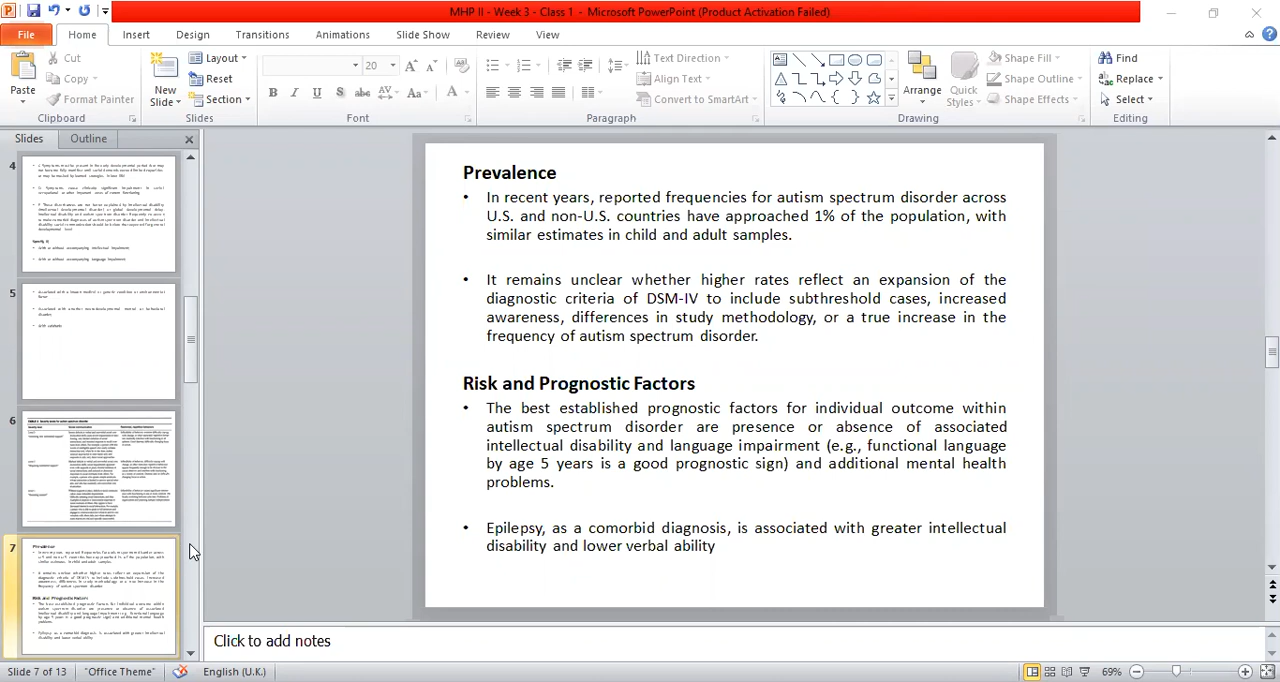 MHP II - Week 3 - Class 1 - Microsoft PowerPoint (Product Activation Failed)
File Home Insert Design Transitions Animations Slide Show Review View
Paste
Cut
Copy
Format Painter
Clipboard
New Slide
Layout
Reset
Section
Slides
20
Font
Text Direction
Align Text
Convert to SmartArt
Paragraph
Arrange
Quick Styles
Shape Fill
Shape Outline
Shape Effects
Drawing
Find
Replace
Select
Editing
Slides Outline
4
5
6
7
Prevalence
• In recent years, reported frequencies for autism spectrum disorder across
U.S. and non-U.S. countries have approached 1% of the population, with
similar estimates in child and adult samples.
• It remains unclear whether higher rates reflect an expansion of the
diagnostic criteria of DSM-IV to include subthreshold cases, increased
awareness, differences in study methodology, or a true increase in the
frequency of autism spectrum disorder.
Risk and Prognostic Factors
• The best established prognostic factors for individual outcome within
autism spectrum disorder are presence or absence of associated
intellectual disability and language impairment (e.g., functional language
by age 5 years is a good prognostic sign) and additional mental health
problems.
• Epilepsy, as a comorbid diagnosis, is associated with greater intellectual
disability and lower verbal ability
Click to add notes
Slide 7 of 13 "Office Theme" English (U.K.) 69%